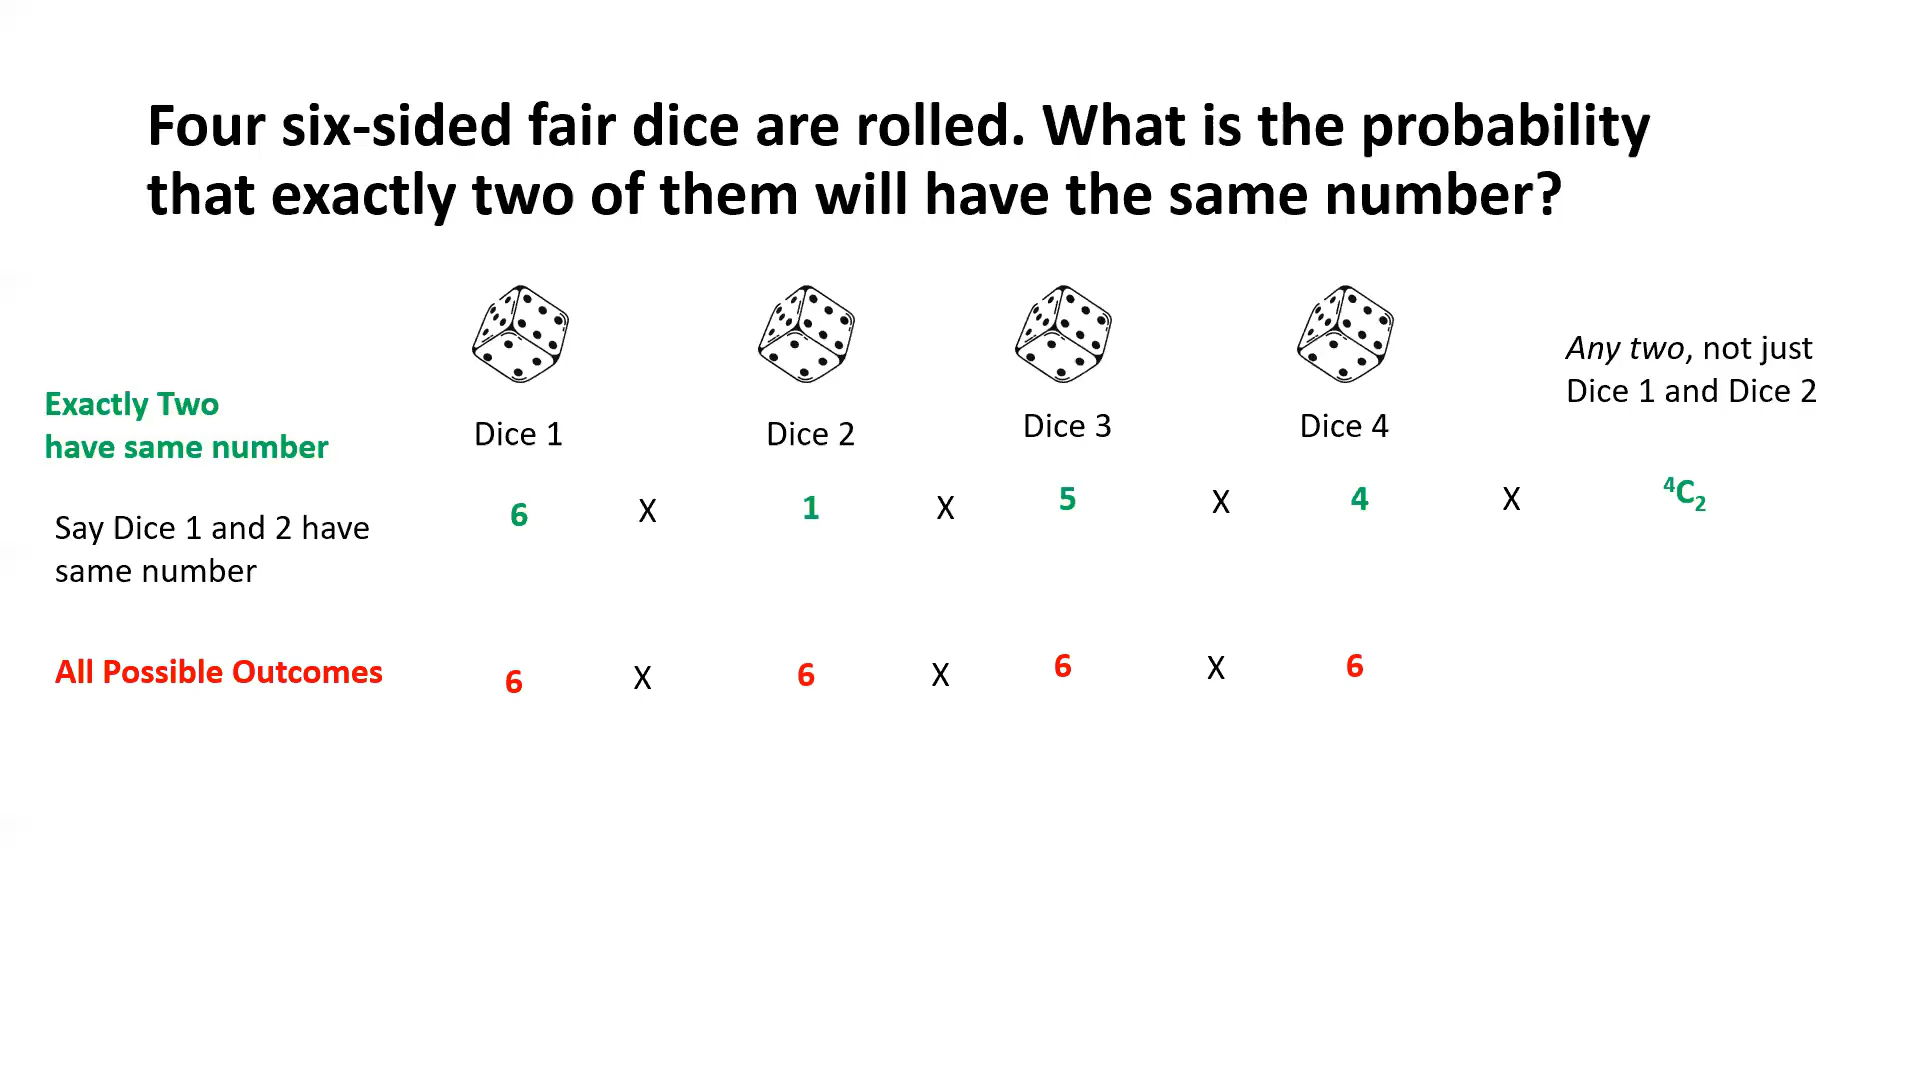 Four six-sided fair dice are rolled. What is the probability
that exactly two of them will have the same number?
Any two, not just
Dice 1 and Dice 2
Exactly Two
have same number
Dice 1 Dice 2 Dice 3 Dice 4
6 X 1 X 5 X 4 X ⁴C₂
Say Dice 1 and 2 have
same number
All Possible Outcomes 6 X 6 X 6 X 6